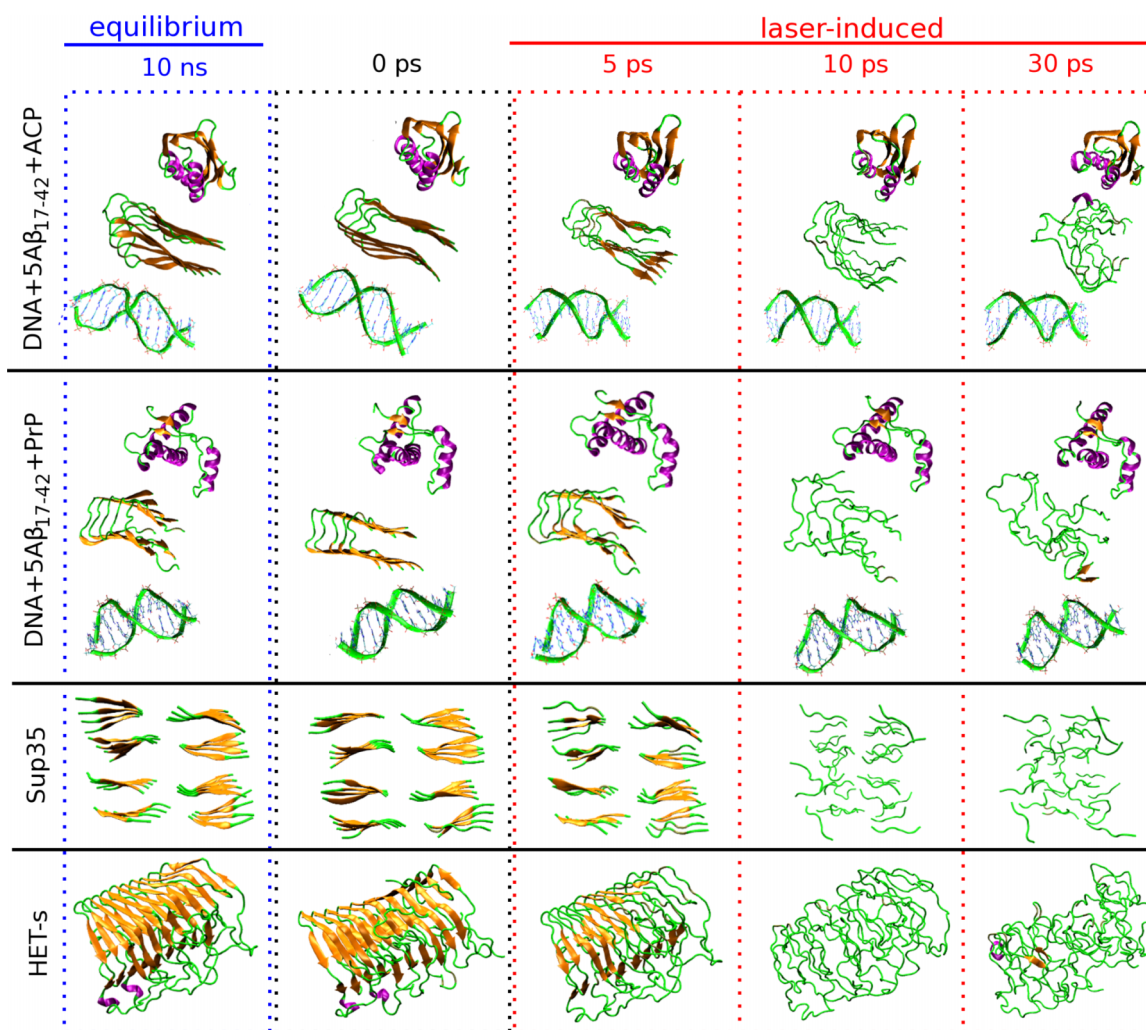 equilibrium
laser-induced
10 ns
0 ps
5 ps
10 ps
30 ps
DNA+5Aβ₁₇₋₄₂+ACP
DNA+5Aβ₁₇₋₄₂+PrP
Sup35
HET-s